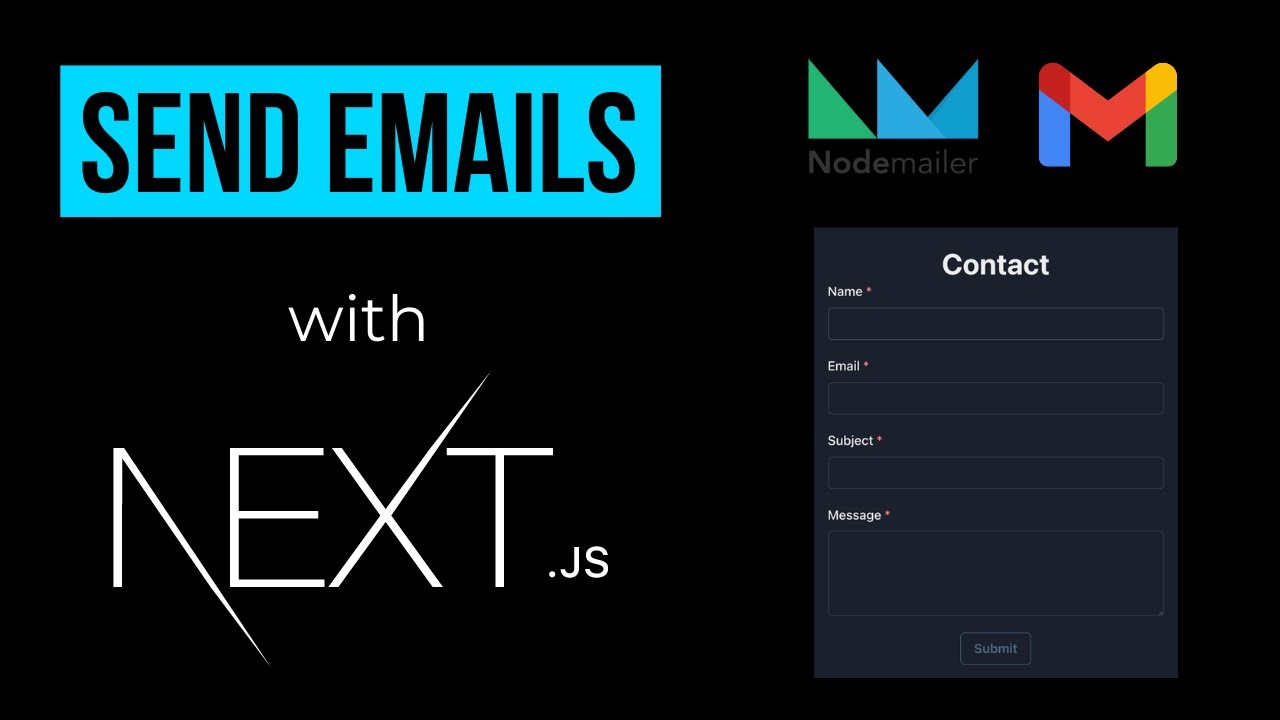 SEND EMAILS
with
NEXT.JS
Nodemailer
Contact
Name *
Email *
Subject *
Message *
Submit